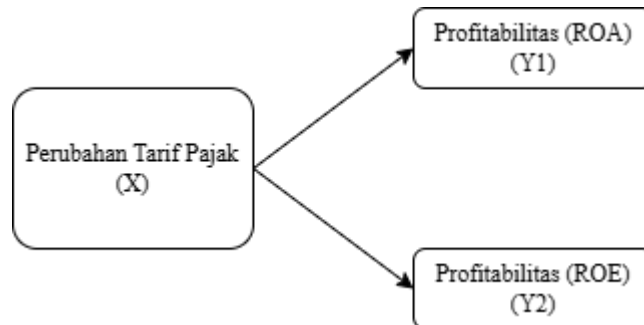 Profitabilitas (ROA)
(Y1)
Perubahan Tarif Pajak
(X)
Profitabilitas (ROE)
(Y2)